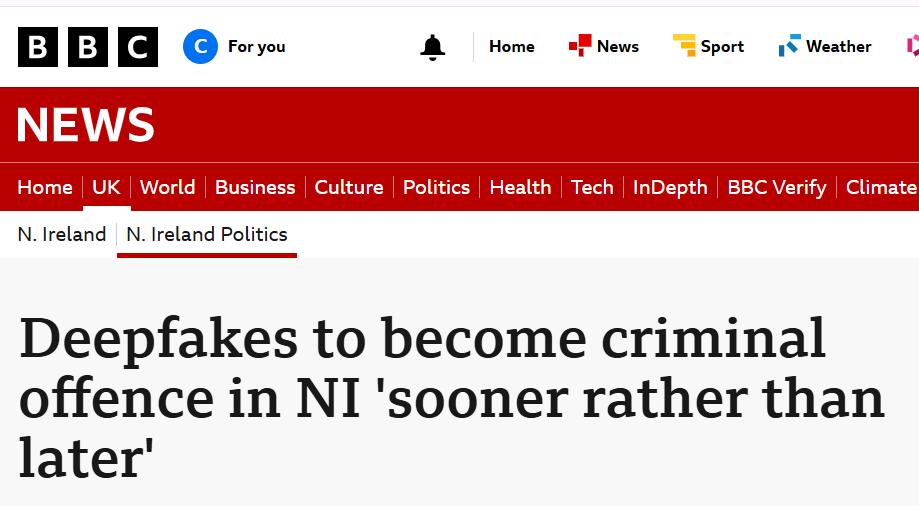 BBC C For you Home News Sport Weather
NEWS
Home UK World Business Culture Politics Health Tech InDepth BBC Verify Climate
N. Ireland N. Ireland Politics
Deepfakes to become criminal
offence in NI 'sooner rather than
later'